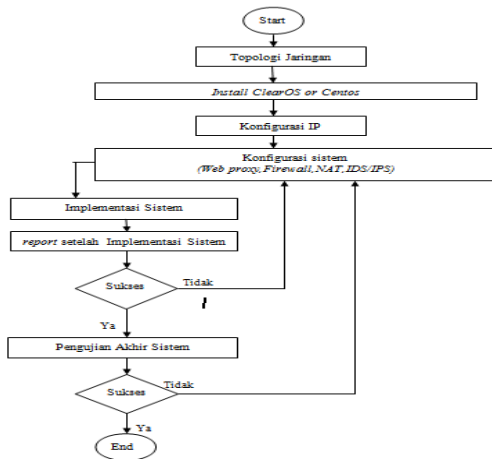 Start
Topologi Jaringan
Install ClearOS or Centos
Konfigurasi IP
Konfigurasi sistem
(Web proxy,Firewall,NAT,IDS/IPS)
Implementasi Sistem
report setelah Implementasi Sistem
Sukses
Tidak
Ya
Pengujian Akhir Sistem
Sukses
Tidak
Ya
End